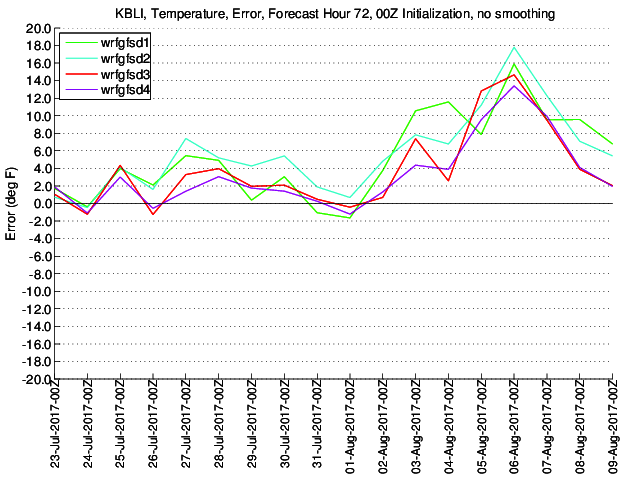 KBLI, Temperature, Error, Forecast Hour 72, 00Z Initialization, no smoothing
20.0
18.0
16.0
14.0
12.0
10.0
8.0
6.0
4.0
2.0
0.0
-2.0
-4.0
-6.0
-8.0
-10.0
-12.0
-14.0
-16.0
-18.0
-20.0
Error (deg F)
wrfgfsd1
wrfgfsd2
wrfgfsd3
wrfgfsd4
23-Jul-2017-00Z
24-Jul-2017-00Z
25-Jul-2017-00Z
26-Jul-2017-00Z
27-Jul-2017-00Z
28-Jul-2017-00Z
29-Jul-2017-00Z
30-Jul-2017-00Z
31-Jul-2017-00Z
01-Aug-2017-00Z
02-Aug-2017-00Z
03-Aug-2017-00Z
04-Aug-2017-00Z
05-Aug-2017-00Z
06-Aug-2017-00Z
07-Aug-2017-00Z
08-Aug-2017-00Z
09-Aug-2017-00Z